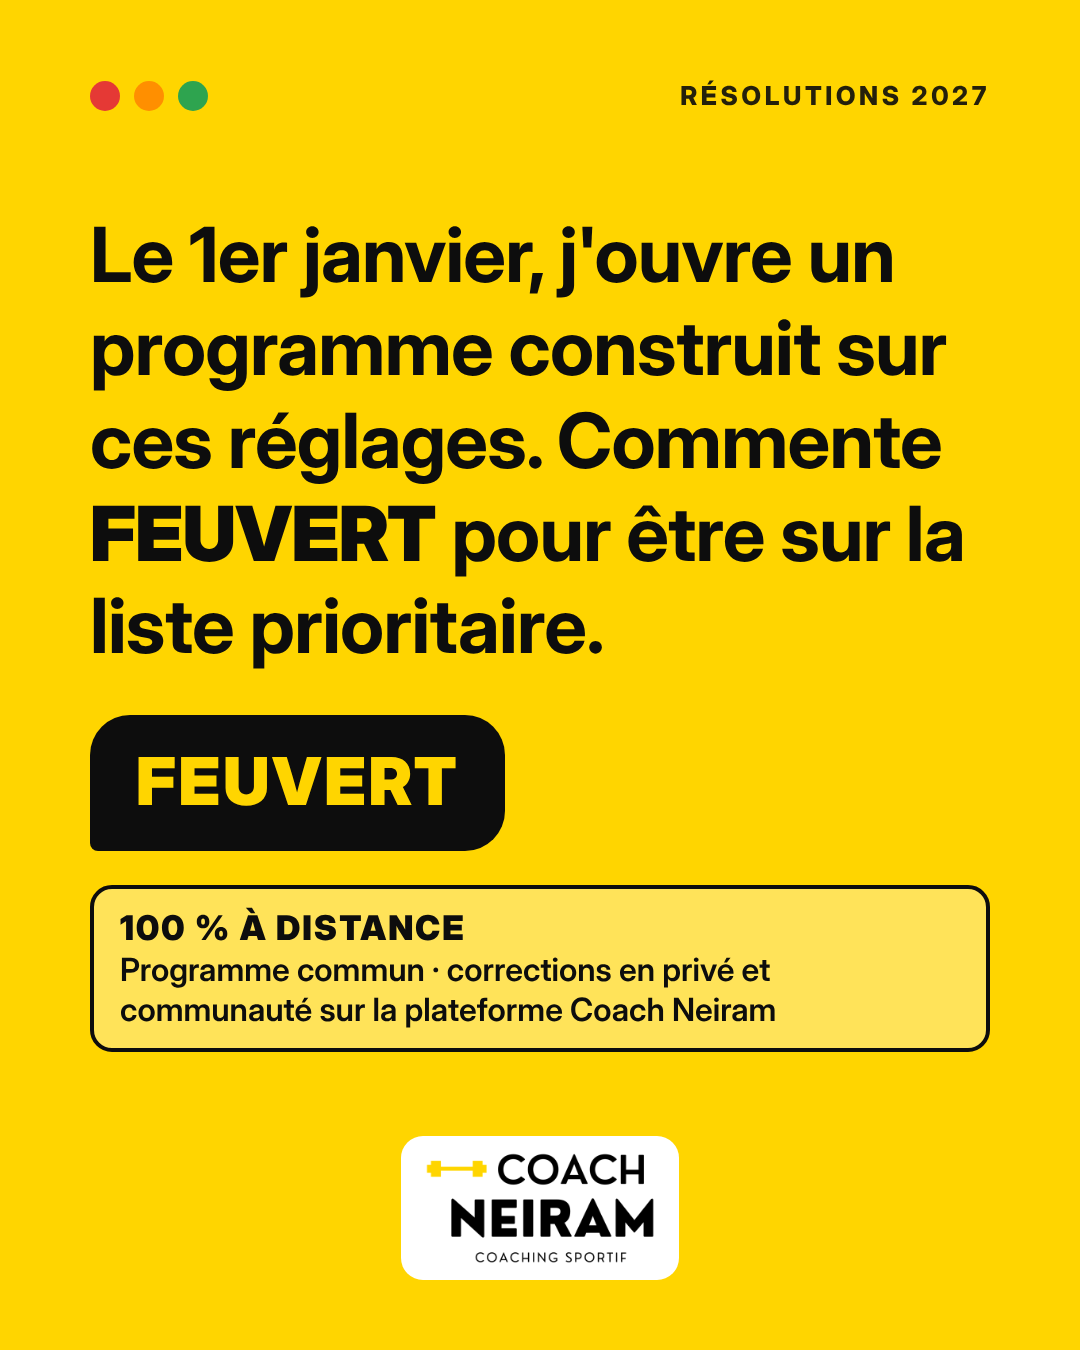 RÉSOLUTIONS 2027
Le 1er janvier, j'ouvre un
programme construit sur
ces réglages. Commente
FEUVERT pour être sur la
liste prioritaire.
FEUVERT
100 % À DISTANCE
Programme commun · corrections en privé et
communauté sur la plateforme Coach Neiram
COACH
NEIRAM
COACHING SPORTIF